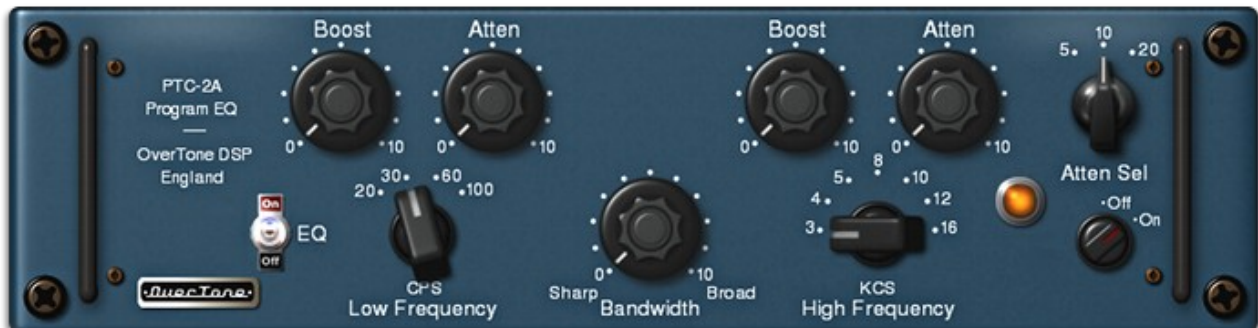 Boost
Atten
Boost
Atten
5 10 20
PTC-2A
Program EQ
OverTone DSP
England
0 10
0 10
0 10
0 10
20 30 60 100
3 4 5 8 10 12 16
Atten Sel
On
EQ
Off
Off
On
OverTone
0 10
Sharp
Broad
CPS
Low Frequency
Bandwidth
KCS
High Frequency